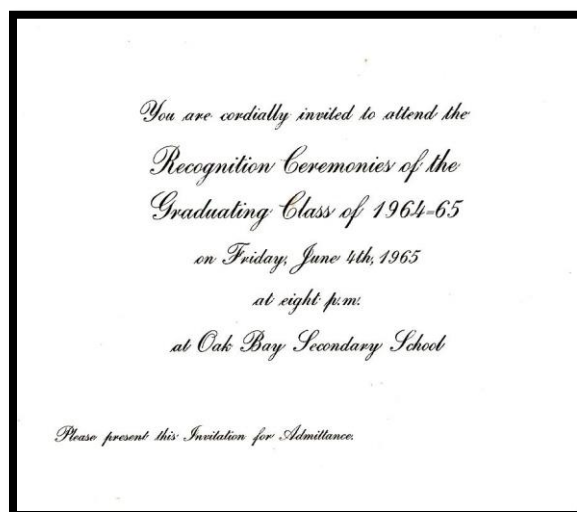 You are cordially invited to attend the
Recognition Ceremonies of the
Graduating Class of 1964-65
on Friday, June 4th, 1965
at eight p.m.
at Oak Bay Secondary School
Please present this Invitation for Admittance.